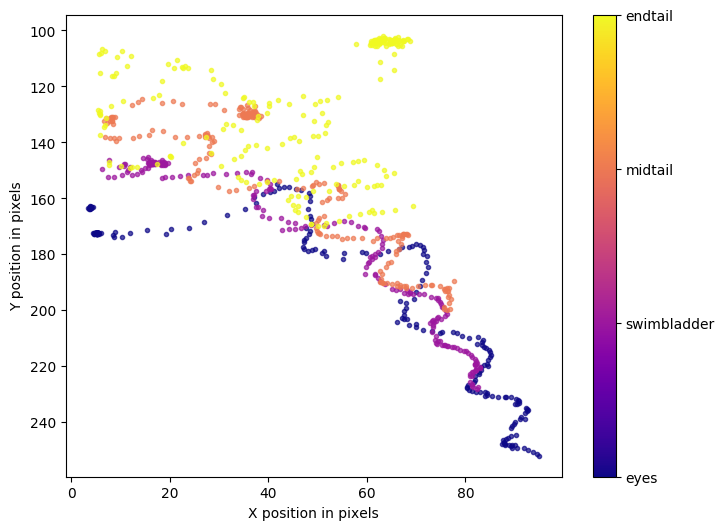 100
120
140
160
180
200
220
240
Y position in pixels
0
20
40
60
80
X position in pixels
endtail
midtail
swimbladder
eyes